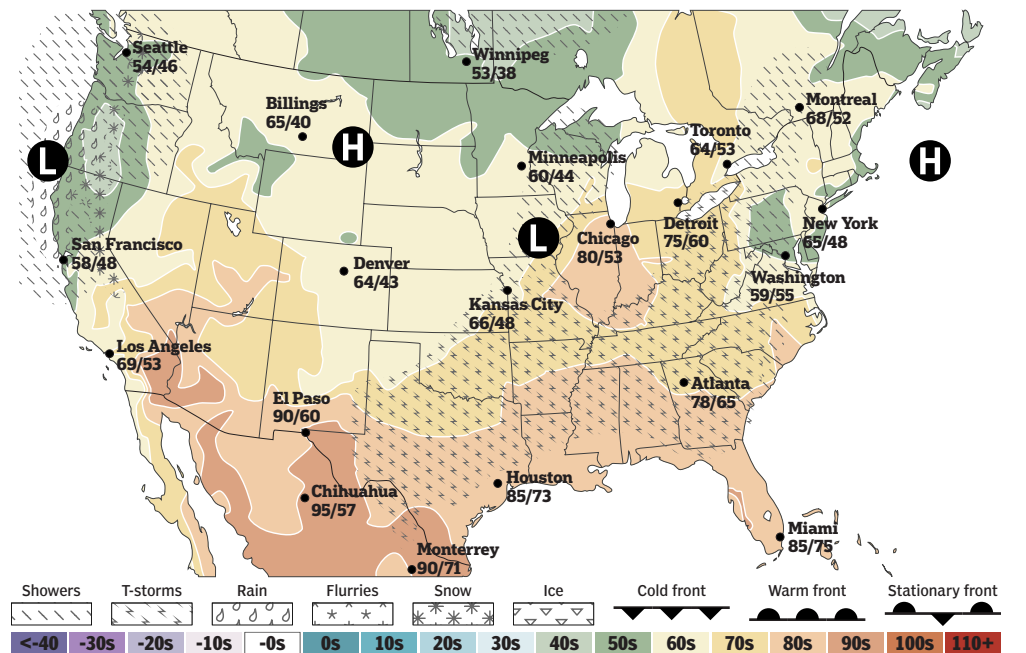 Seattle
54/46
Winnipeg
53/38
Billings
65/40
Montreal
68/52
Toronto
64/53
H
L
H
Minneapolis
60/44
New York
65/48
Detroit
75/60
Chicago
80/53
L
San Francisco
58/48
Denver
64/43
Washington
59/55
Kansas City
66/48
Los Angeles
69/53
Atlanta
78/65
El Paso
90/60
Houston
85/73
Chihuahua
95/57
Miami
85/75
Monterrey
90/71
Showers T-storms Rain Flurries Snow Ice Cold front Warm front Stationary front
<-40 -30s -20s -10s -0s 0s 10s 20s 30s 40s 50s 60s 70s 80s 90s 100s 110+